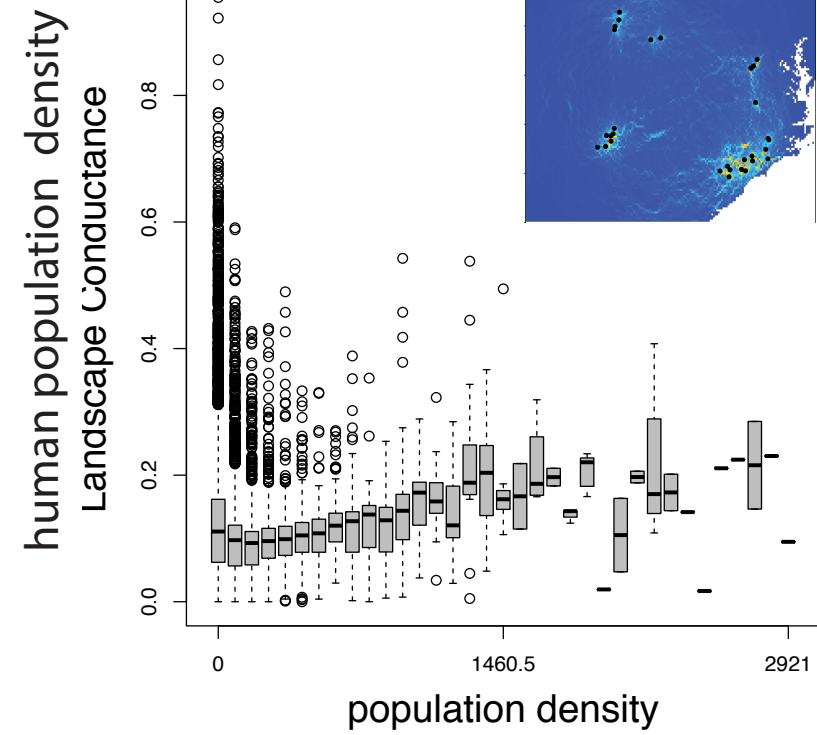 human population density
Landscape Conductance
0.8
0.6
0.4
0.2
0.0
0
1460.5
2921
population density